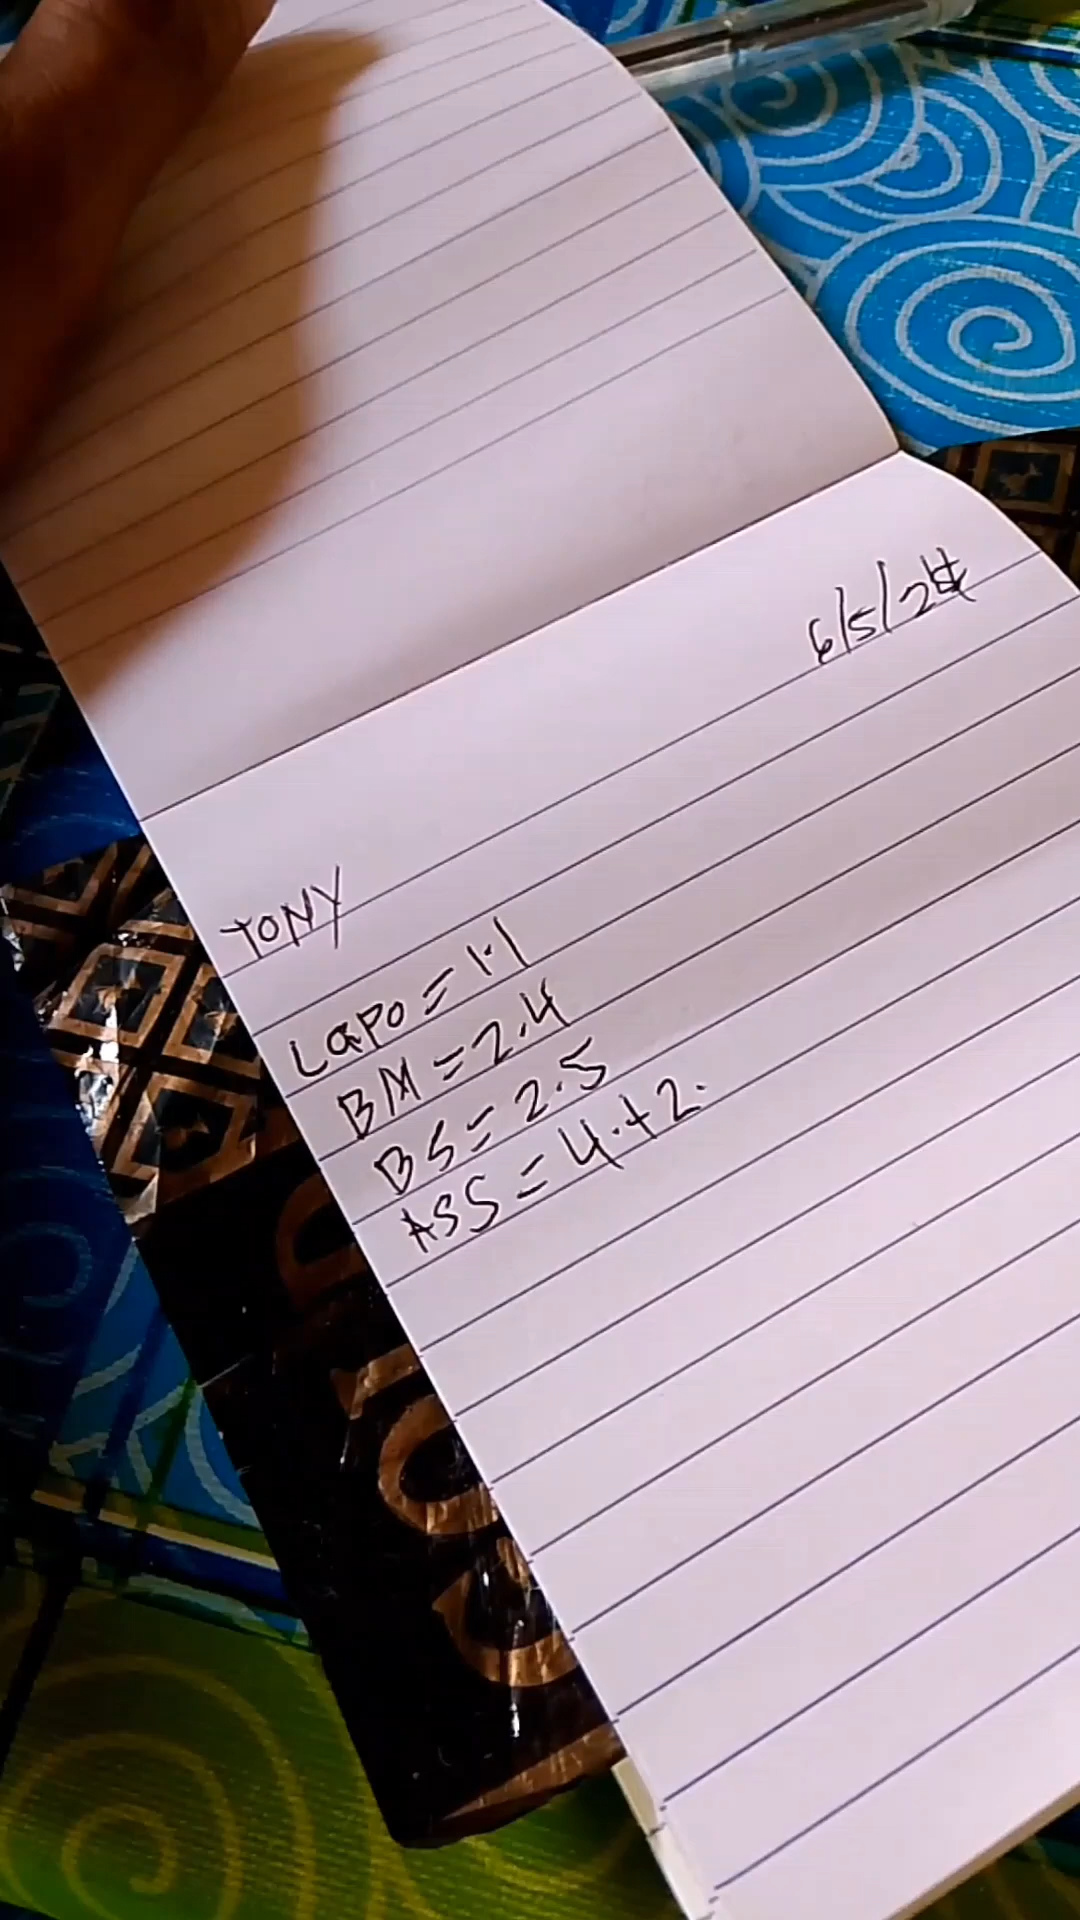 6/5/24
TONY
Lapo = 1.1
BM = 2.4
BS = 2.5
ASS = 4.+2.